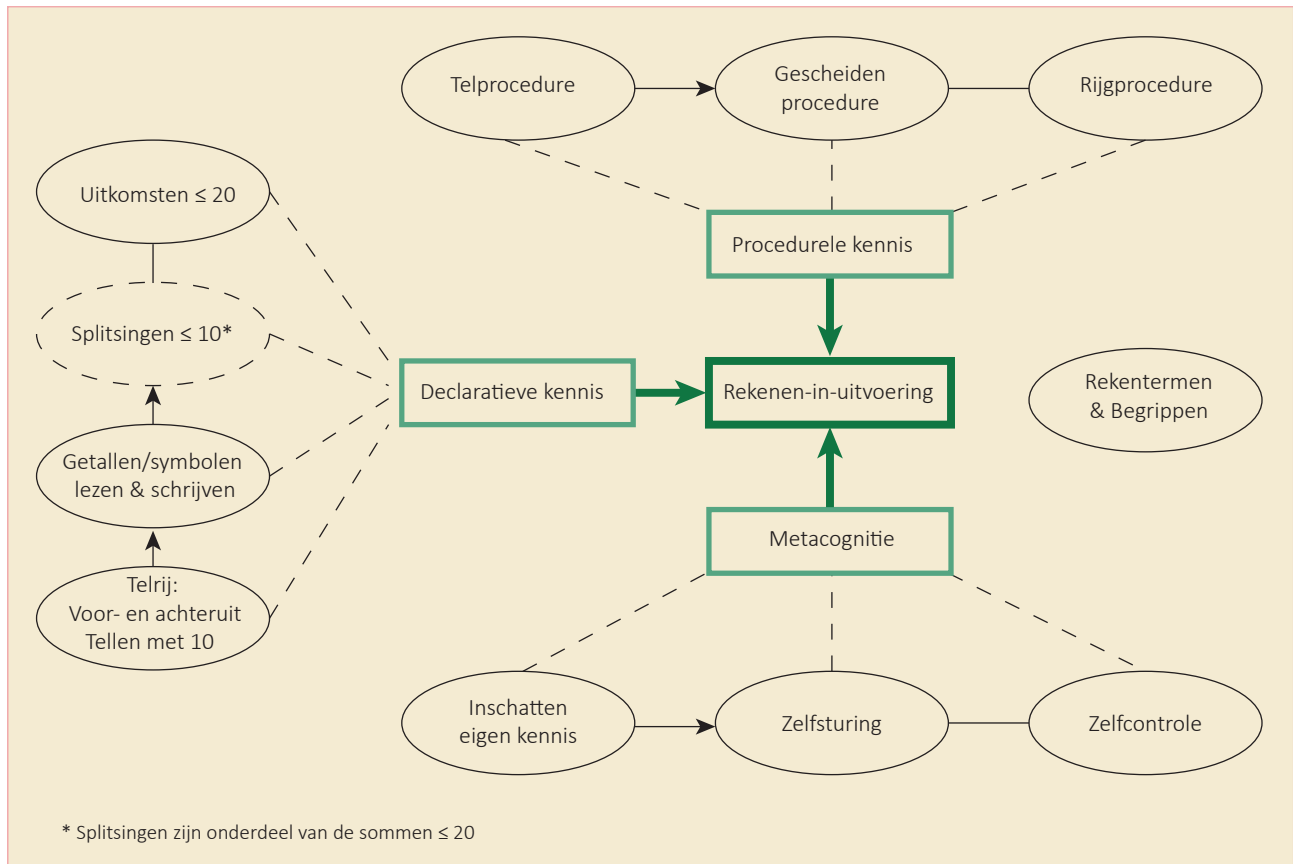 Telprocedure
Gescheiden
procedure
Rijgprocedure
Uitkomsten ≤ 20
Procedurele kennis
Splitsingen ≤ 10*
Declaratieve kennis
Rekenen-in-uitvoering
Rekentermen
& Begrippen
Getallen/symbolen
lezen & schrijven
Metacognitie
Telrij:
Voor- en achteruit
Tellen met 10
Inschatten
eigen kennis
Zelfsturing
Zelfcontrole
* Splitsingen zijn onderdeel van de sommen ≤ 20